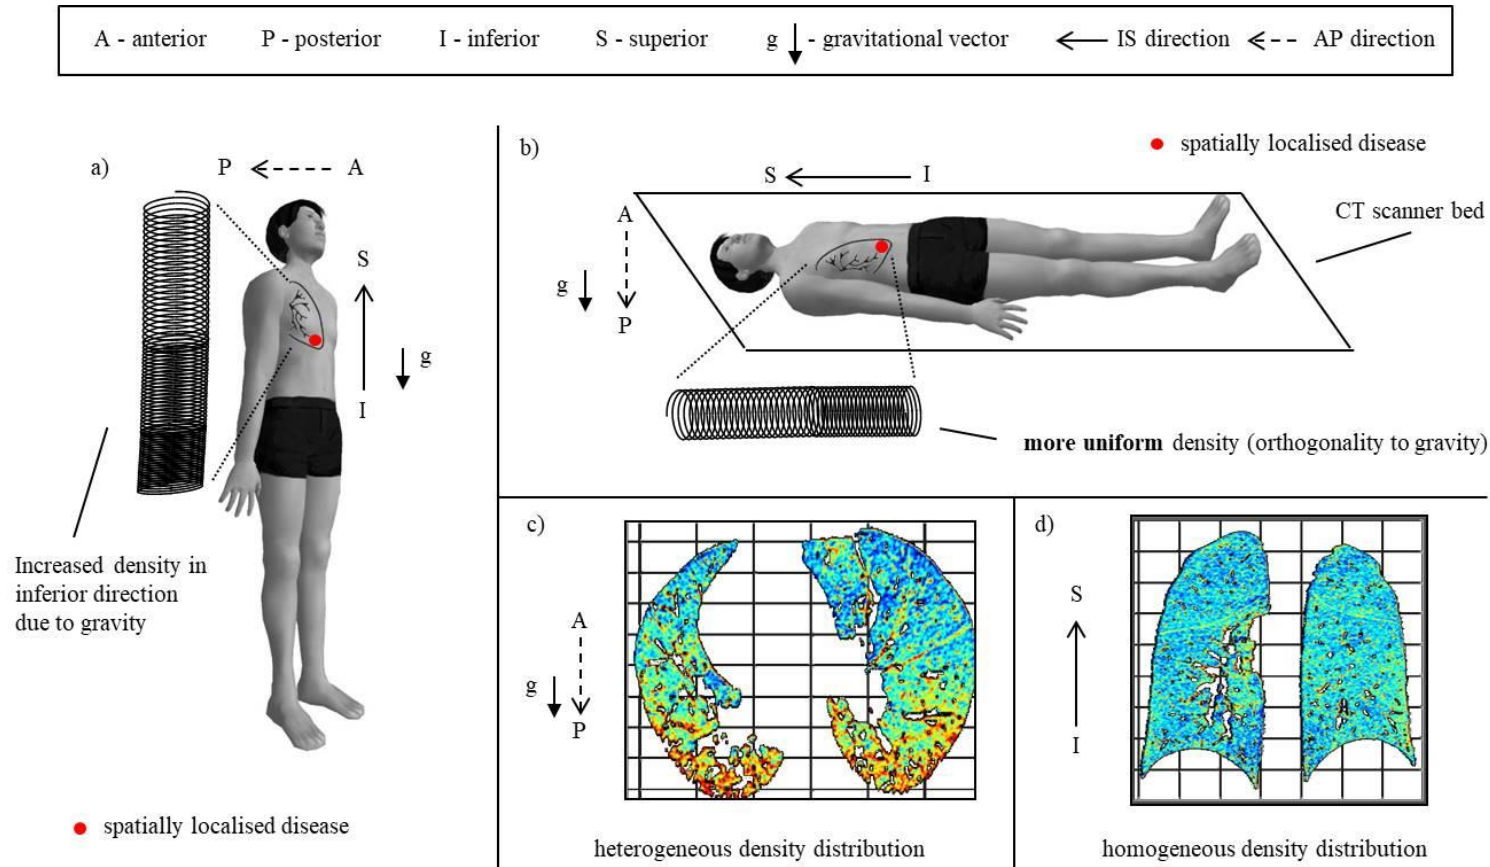 A - anterior P - posterior I - inferior S - superior g - gravitational vector IS direction AP direction
a)
P A
S
g
I
Increased density in
inferior direction
due to gravity
spatially localised disease
b)
spatially localised disease
S I
CT scanner bed
A
g
P
more uniform density (orthogonality to gravity)
c)
A
g
P
heterogeneous density distribution
d)
S
I
homogeneous density distribution